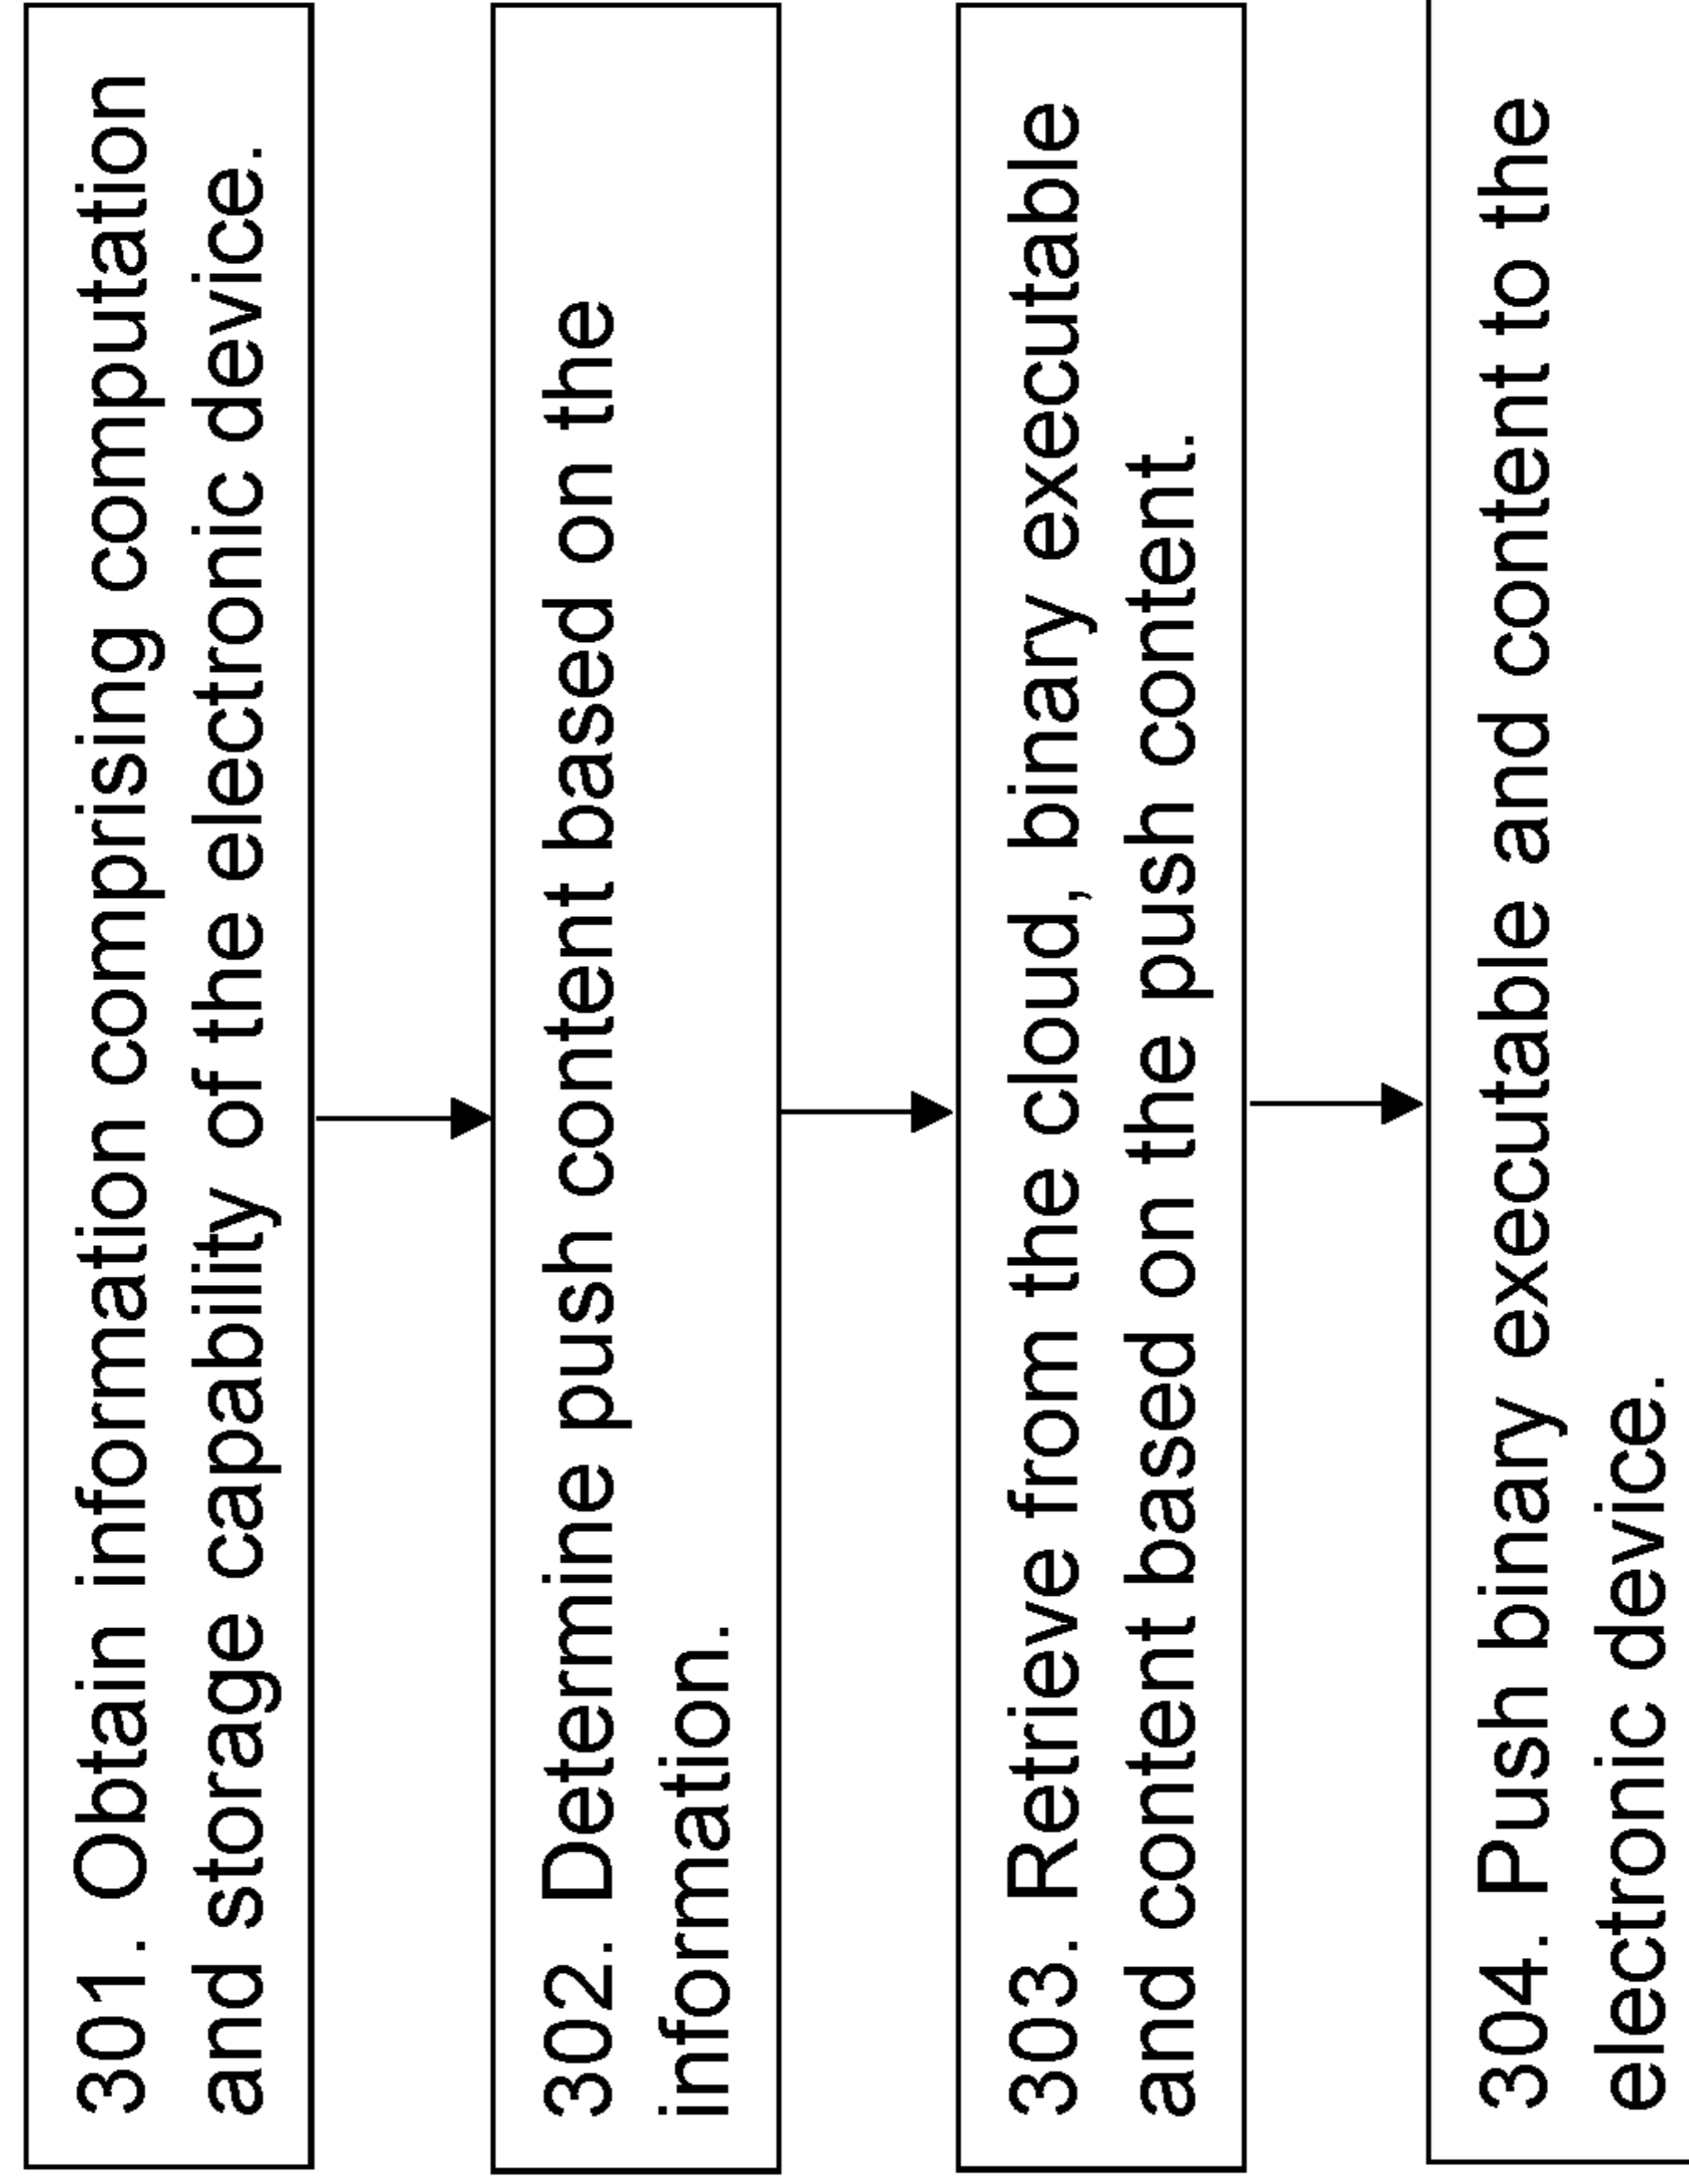 301. Obtain information comprising computation
and storage capability of the electronic device.
302. Determine push content based on the
information.
303. Retrieve from the cloud, binary executable
and content based on the push content.
304. Push binary executable and content to the
electronic device.